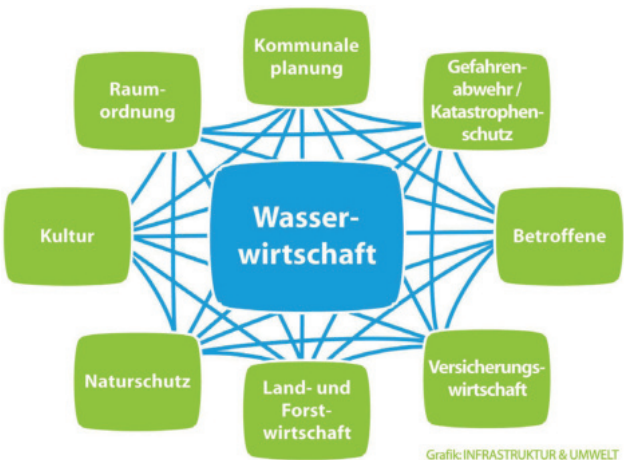 Kommunale
planung
Gefahren-
abwehr /
Katastrophen-
schutz
Raum-
ordnung
Wasser-
wirtschaft
Kultur
Betroffene
Naturschutz
Land- und
Forst-
wirtschaft
Versicherungs-
wirtschaft
Grafik: INFRASTRUKTUR & UMWELT